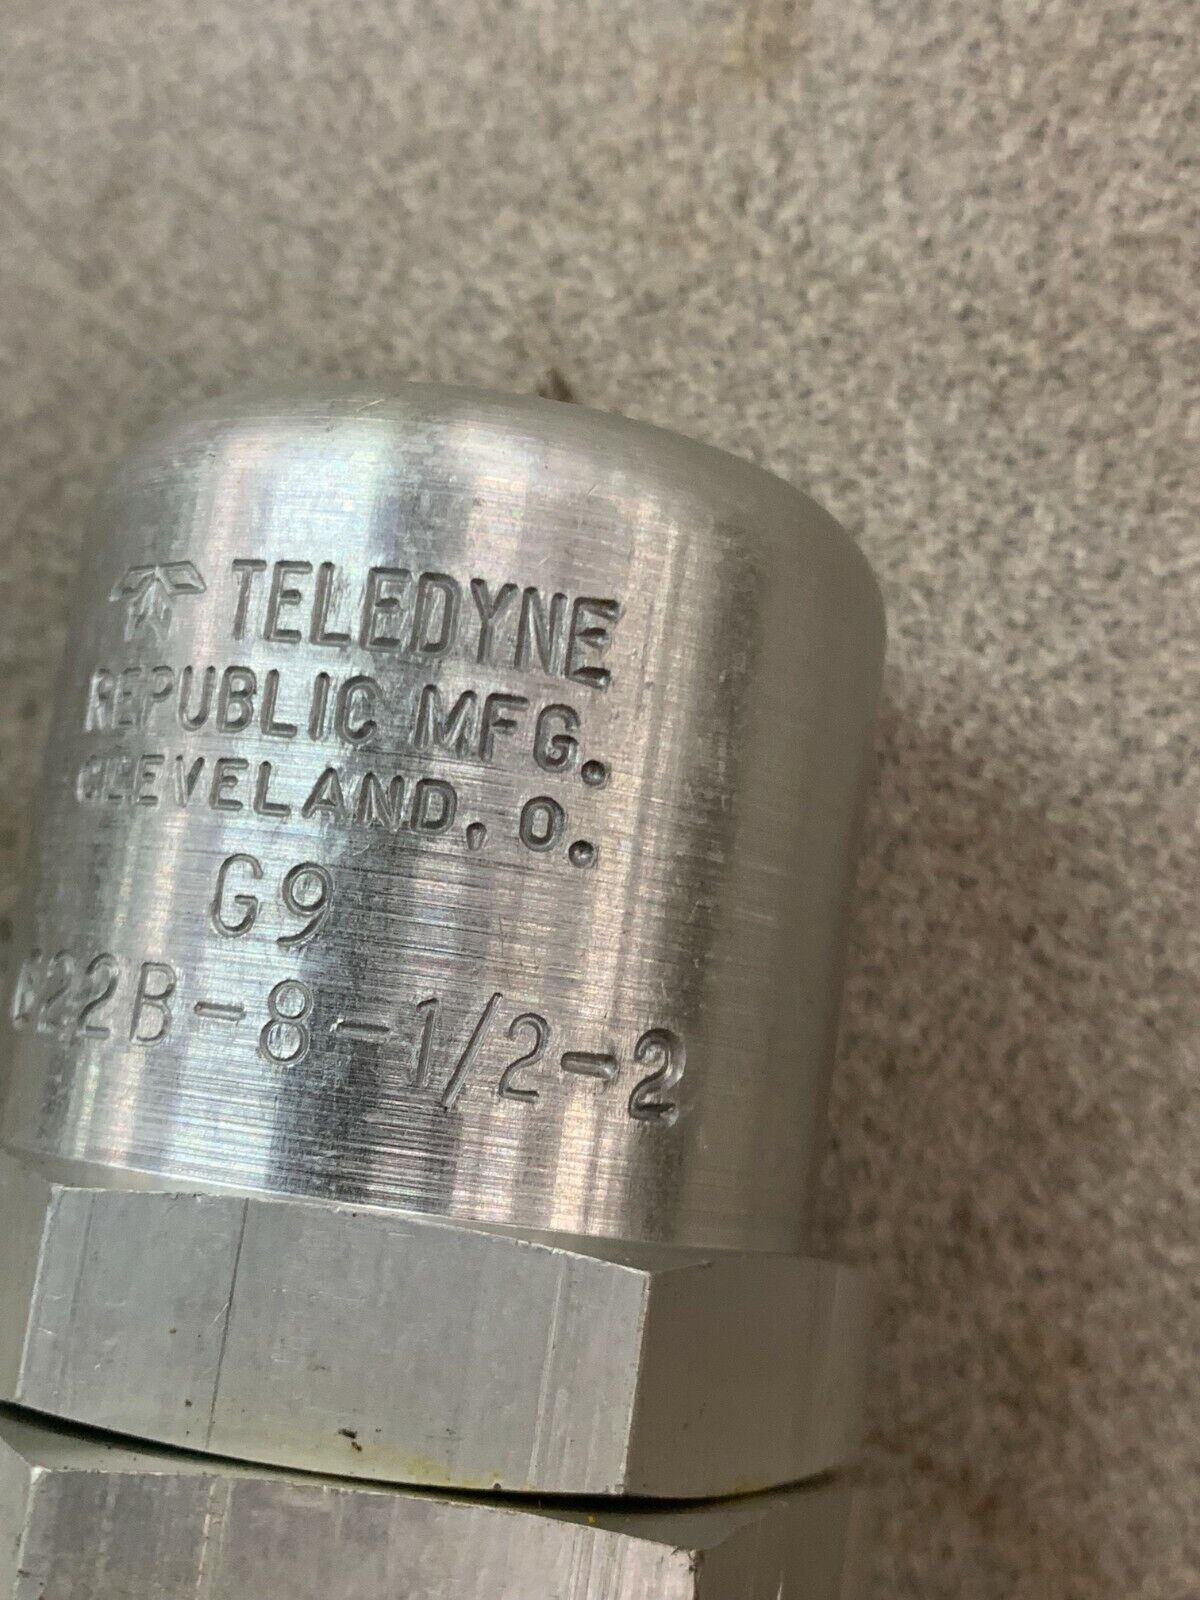 TELEDYNE
REPUBLIC MFG.
CLEVELAND, O.
G9
622B-8-1/2-2